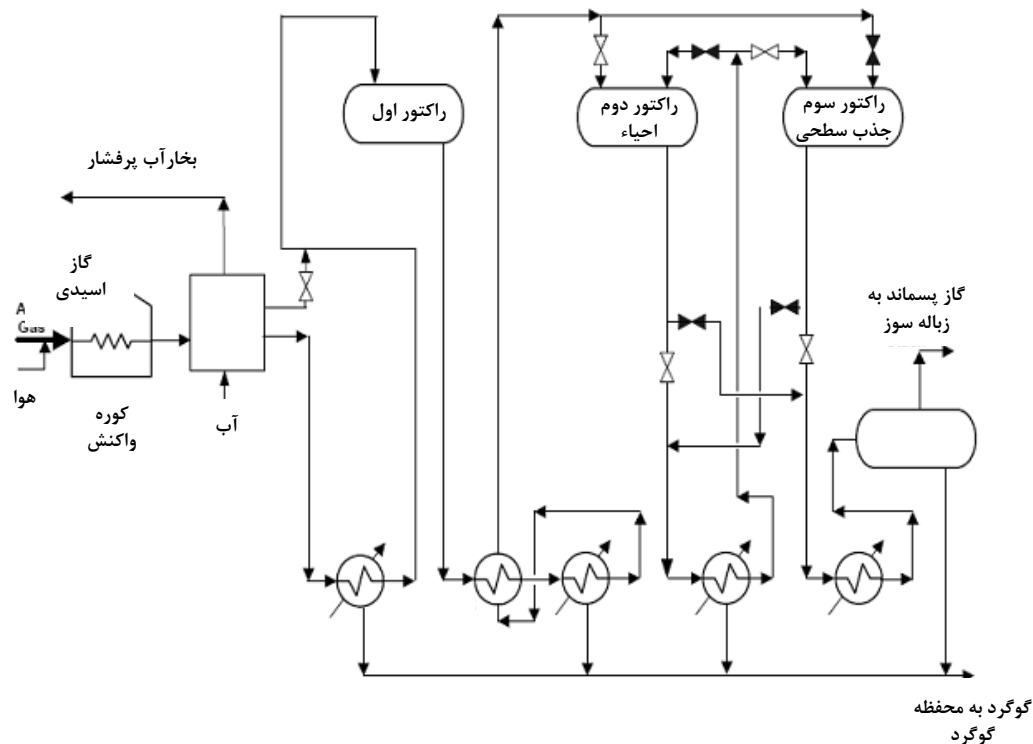 راکتور اول
راکتور دوم
احیاء
راکتور سوم
جذب سطحی
بخارآب پرفشار
گاز
اسیدی
A
Gas
هوا
کوره
واکنش
آب
گاز پسماند به
زباله سوز
گوگرد به محفظه
گوگرد